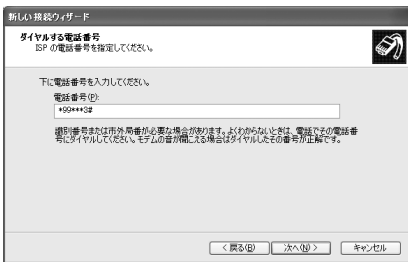 新しい接続ウィザード
ダイヤルする電話番号
ISP の電話番号を指定してください。
下に電話番号を入力してください。
電話番号(P):
*99***3#
識別番号または市外局番が必要な場合があります。よくわからないときは、電話でその電話番
号にダイヤルしてください。モデムの音が聞こえる場合はダイヤルしたその番号が正解です。
< 戻る(B)
次へ(N) >
キャンセル